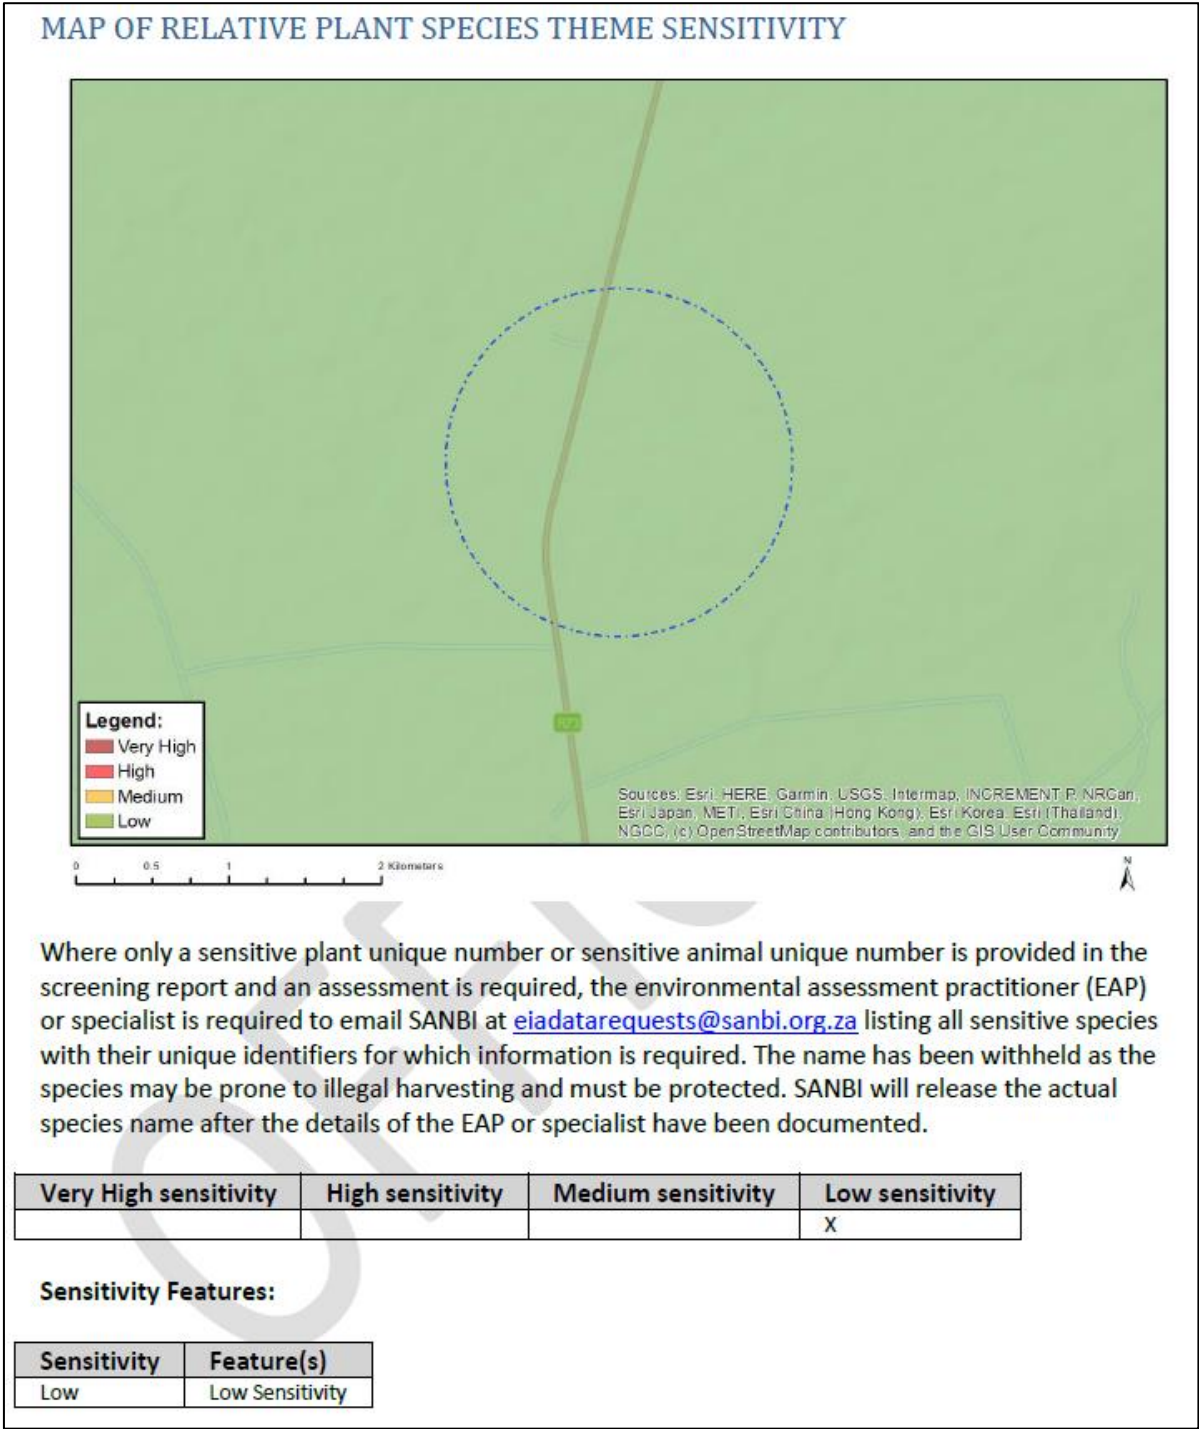 MAP OF RELATIVE PLANT SPECIES THEME SENSITIVITY
Legend:
Very High
High
Medium
Low
Sources: Esri, HERE, Garmin, USGS, Intermap, INCREMENT P, NRCan,
Esri Japan, METI, Esri China (Hong Kong), Esri Korea, Esri (Thailand),
NGCC, (c) OpenStreetMap contributors, and the GIS User Community
0 0.5 1 2 Kilometers
N
Where only a sensitive plant unique number or sensitive animal unique number is provided in the
screening report and an assessment is required, the environmental assessment practitioner (EAP)
or specialist is required to email SANBI at eiadatarequests@sanbi.org.za listing all sensitive species
with their unique identifiers for which information is required. The name has been withheld as the
species may be prone to illegal harvesting and must be protected. SANBI will release the actual
species name after the details of the EAP or specialist have been documented.
Very High sensitivity High sensitivity Medium sensitivity Low sensitivity
X
Sensitivity Features:
Sensitivity Feature(s)
Low Low Sensitivity